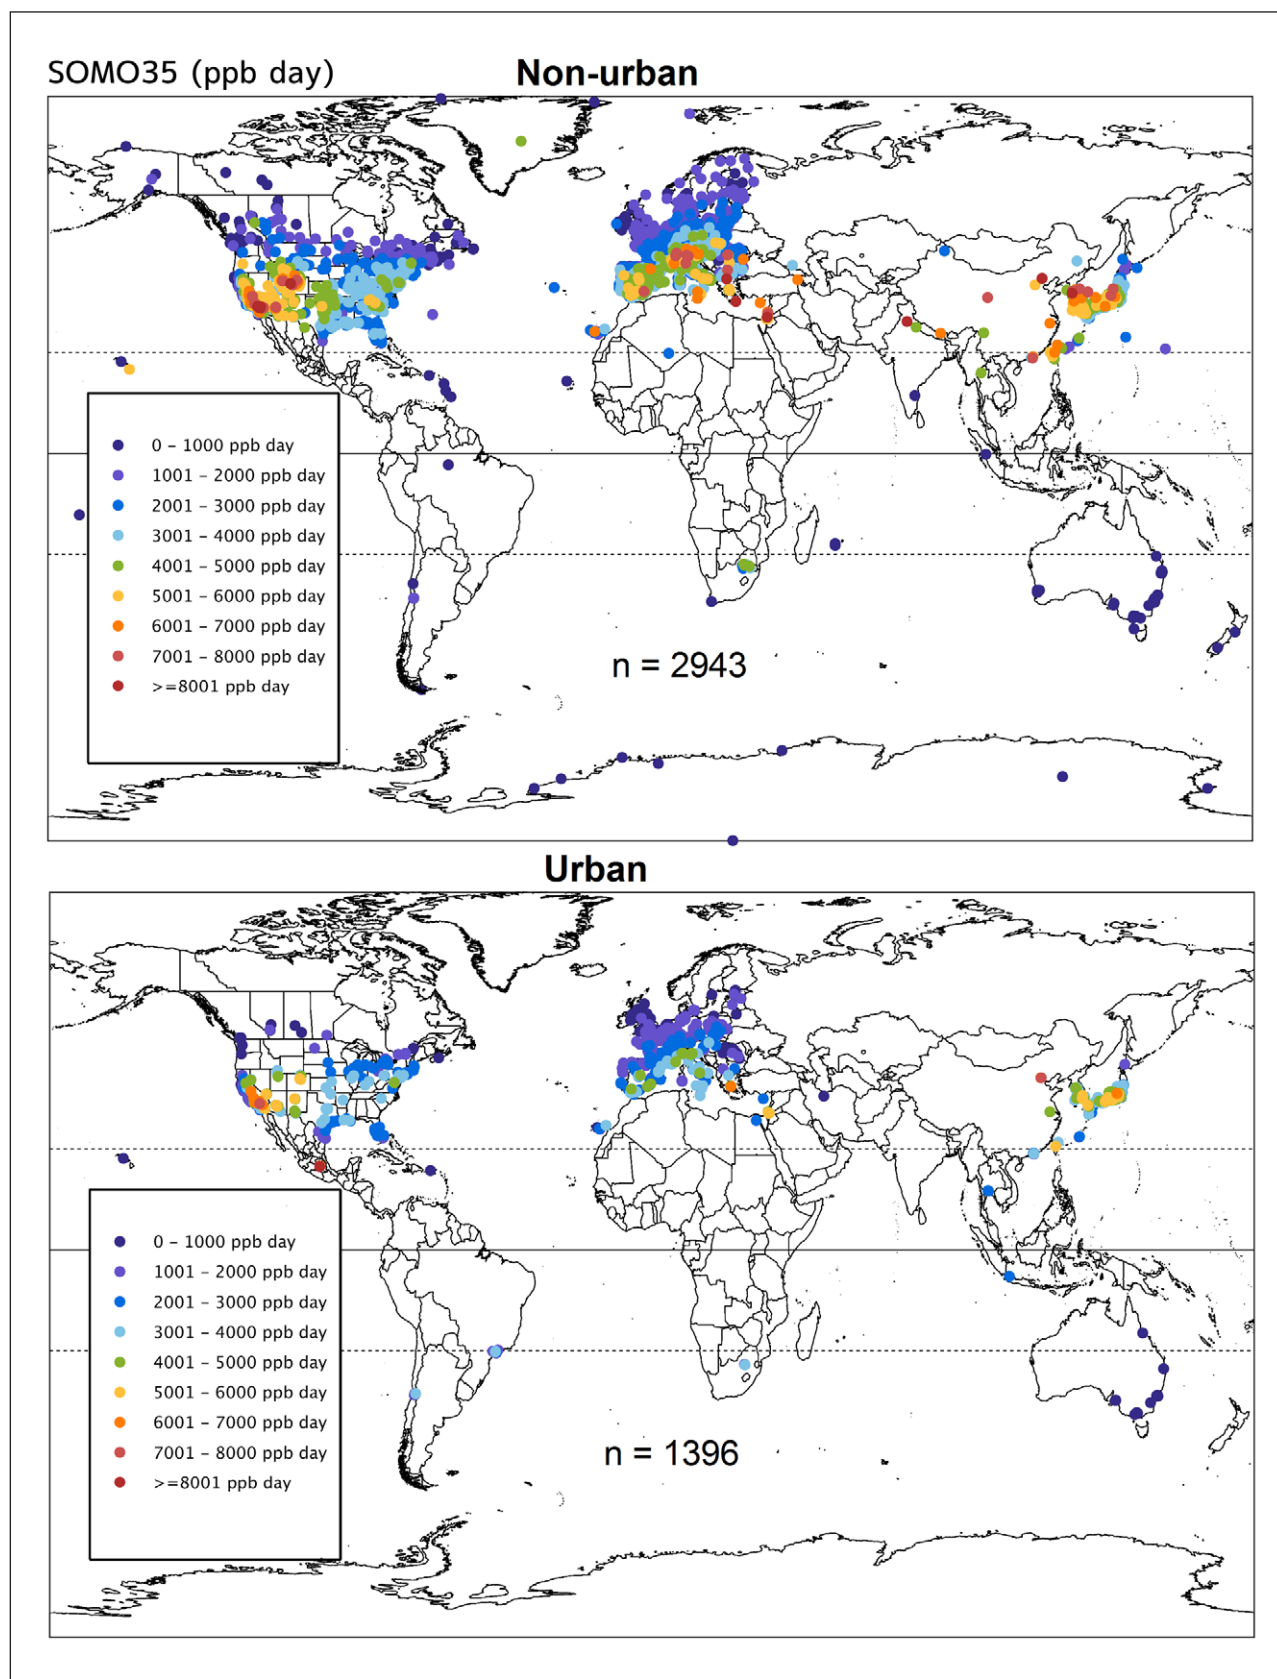 SOMO35 (ppb day)
Non-urban
0 – 1000 ppb day
1001 – 2000 ppb day
2001 – 3000 ppb day
3001 – 4000 ppb day
4001 – 5000 ppb day
5001 – 6000 ppb day
6001 – 7000 ppb day
7001 – 8000 ppb day
>=8001 ppb day
n = 2943
Urban
0 – 1000 ppb day
1001 – 2000 ppb day
2001 – 3000 ppb day
3001 – 4000 ppb day
4001 – 5000 ppb day
5001 – 6000 ppb day
6001 – 7000 ppb day
7001 – 8000 ppb day
>=8001 ppb day
n = 1396